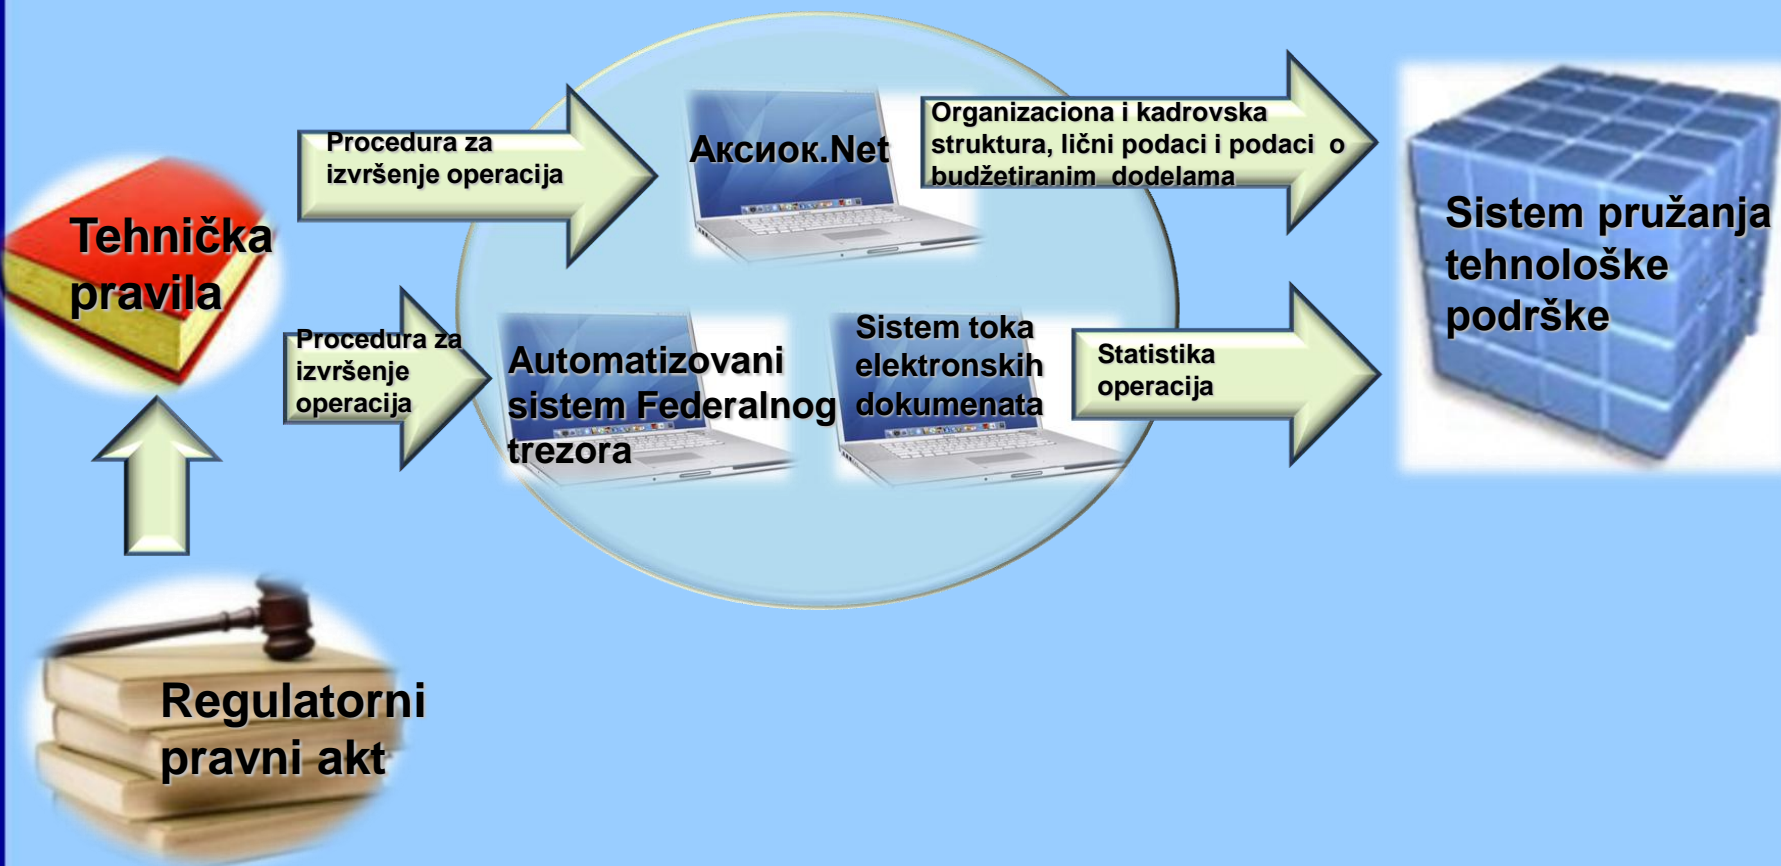 Procedura za
izvršenje operacija
Аксиок.Net
Organizaciona i kadrovska
struktura, lični podaci i podaci o
budžetiranim dodelama
Tehnička
pravila
Sistem pružanja
tehnološke
podrške
Procedura za
izvršenje
operacija
Automatizovani
sistem Federalnog
trezora
Sistem toka
elektronskih
dokumenata
Statistika
operacija
Regulatorni
pravni akt